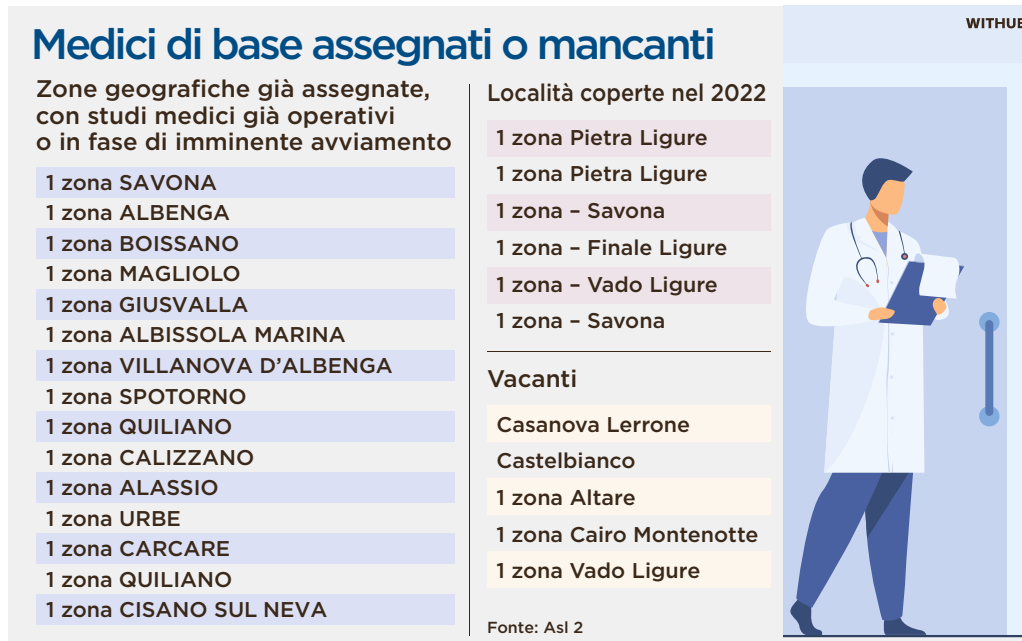 Medici di base assegnati o mancanti
Zone geografiche già assegnate,
con studi medici già operativi
o in fase di imminente avviamento
1 zona SAVONA
1 zona ALBENGA
1 zona BOISSANO
1 zona MAGLIOLO
1 zona GIUSVALLA
1 zona ALBISSOLA MARINA
1 zona VILLANOVA D’ALBENGA
1 zona SPOTORNO
1 zona QUILIANO
1 zona CALIZZANO
1 zona ALASSIO
1 zona URBE
1 zona CARCARE
1 zona QUILIANO
1 zona CISANO SUL NEVA
Località coperte nel 2022
1 zona Pietra Ligure
1 zona Pietra Ligure
1 zona – Savona
1 zona – Finale Ligure
1 zona – Vado Ligure
1 zona – Savona
Vacanti
Casanova Lerrone
Castelbianco
1 zona Altare
1 zona Cairo Montenotte
1 zona Vado Ligure
Fonte: Asl 2
WITHUB